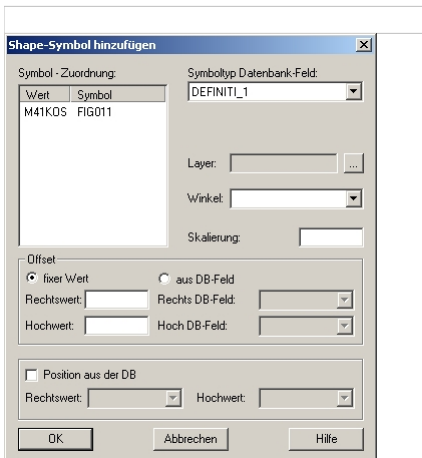 Shape-Symbol hinzufügen
Symbol - Zuordnung:
Symboltyp Datenbank-Feld:
DEFINITI_1
Wert Symbol
M41KOS FIG011
Layer: ...
Winkel:
Skalierung:
Offset
fixer Wert
aus DB-Feld
Rechtswert:
Rechts DB-Feld:
Hochwert:
Hoch DB-Feld:
Position aus der DB
Rechtswert:
Hochwert:
OK
Abbrechen
Hilfe